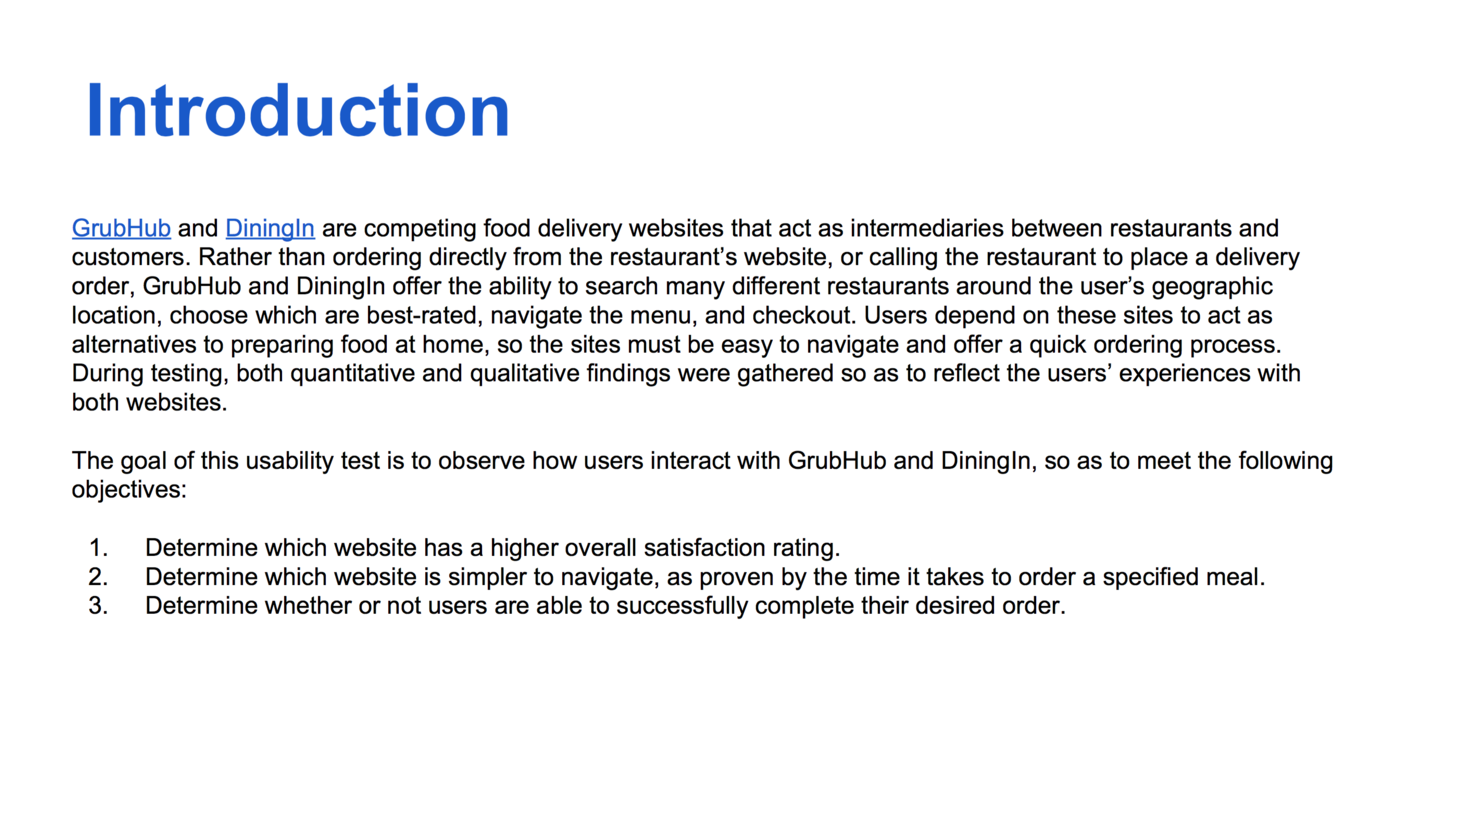 Introduction
GrubHub and DiningIn are competing food delivery websites that act as intermediaries between restaurants and
customers. Rather than ordering directly from the restaurant’s website, or calling the restaurant to place a delivery
order, GrubHub and DiningIn offer the ability to search many different restaurants around the user’s geographic
location, choose which are best-rated, navigate the menu, and checkout. Users depend on these sites to act as
alternatives to preparing food at home, so the sites must be easy to navigate and offer a quick ordering process.
During testing, both quantitative and qualitative findings were gathered so as to reflect the users’ experiences with
both websites.
The goal of this usability test is to observe how users interact with GrubHub and DiningIn, so as to meet the following
objectives:
1. Determine which website has a higher overall satisfaction rating.
2. Determine which website is simpler to navigate, as proven by the time it takes to order a specified meal.
3. Determine whether or not users are able to successfully complete their desired order.